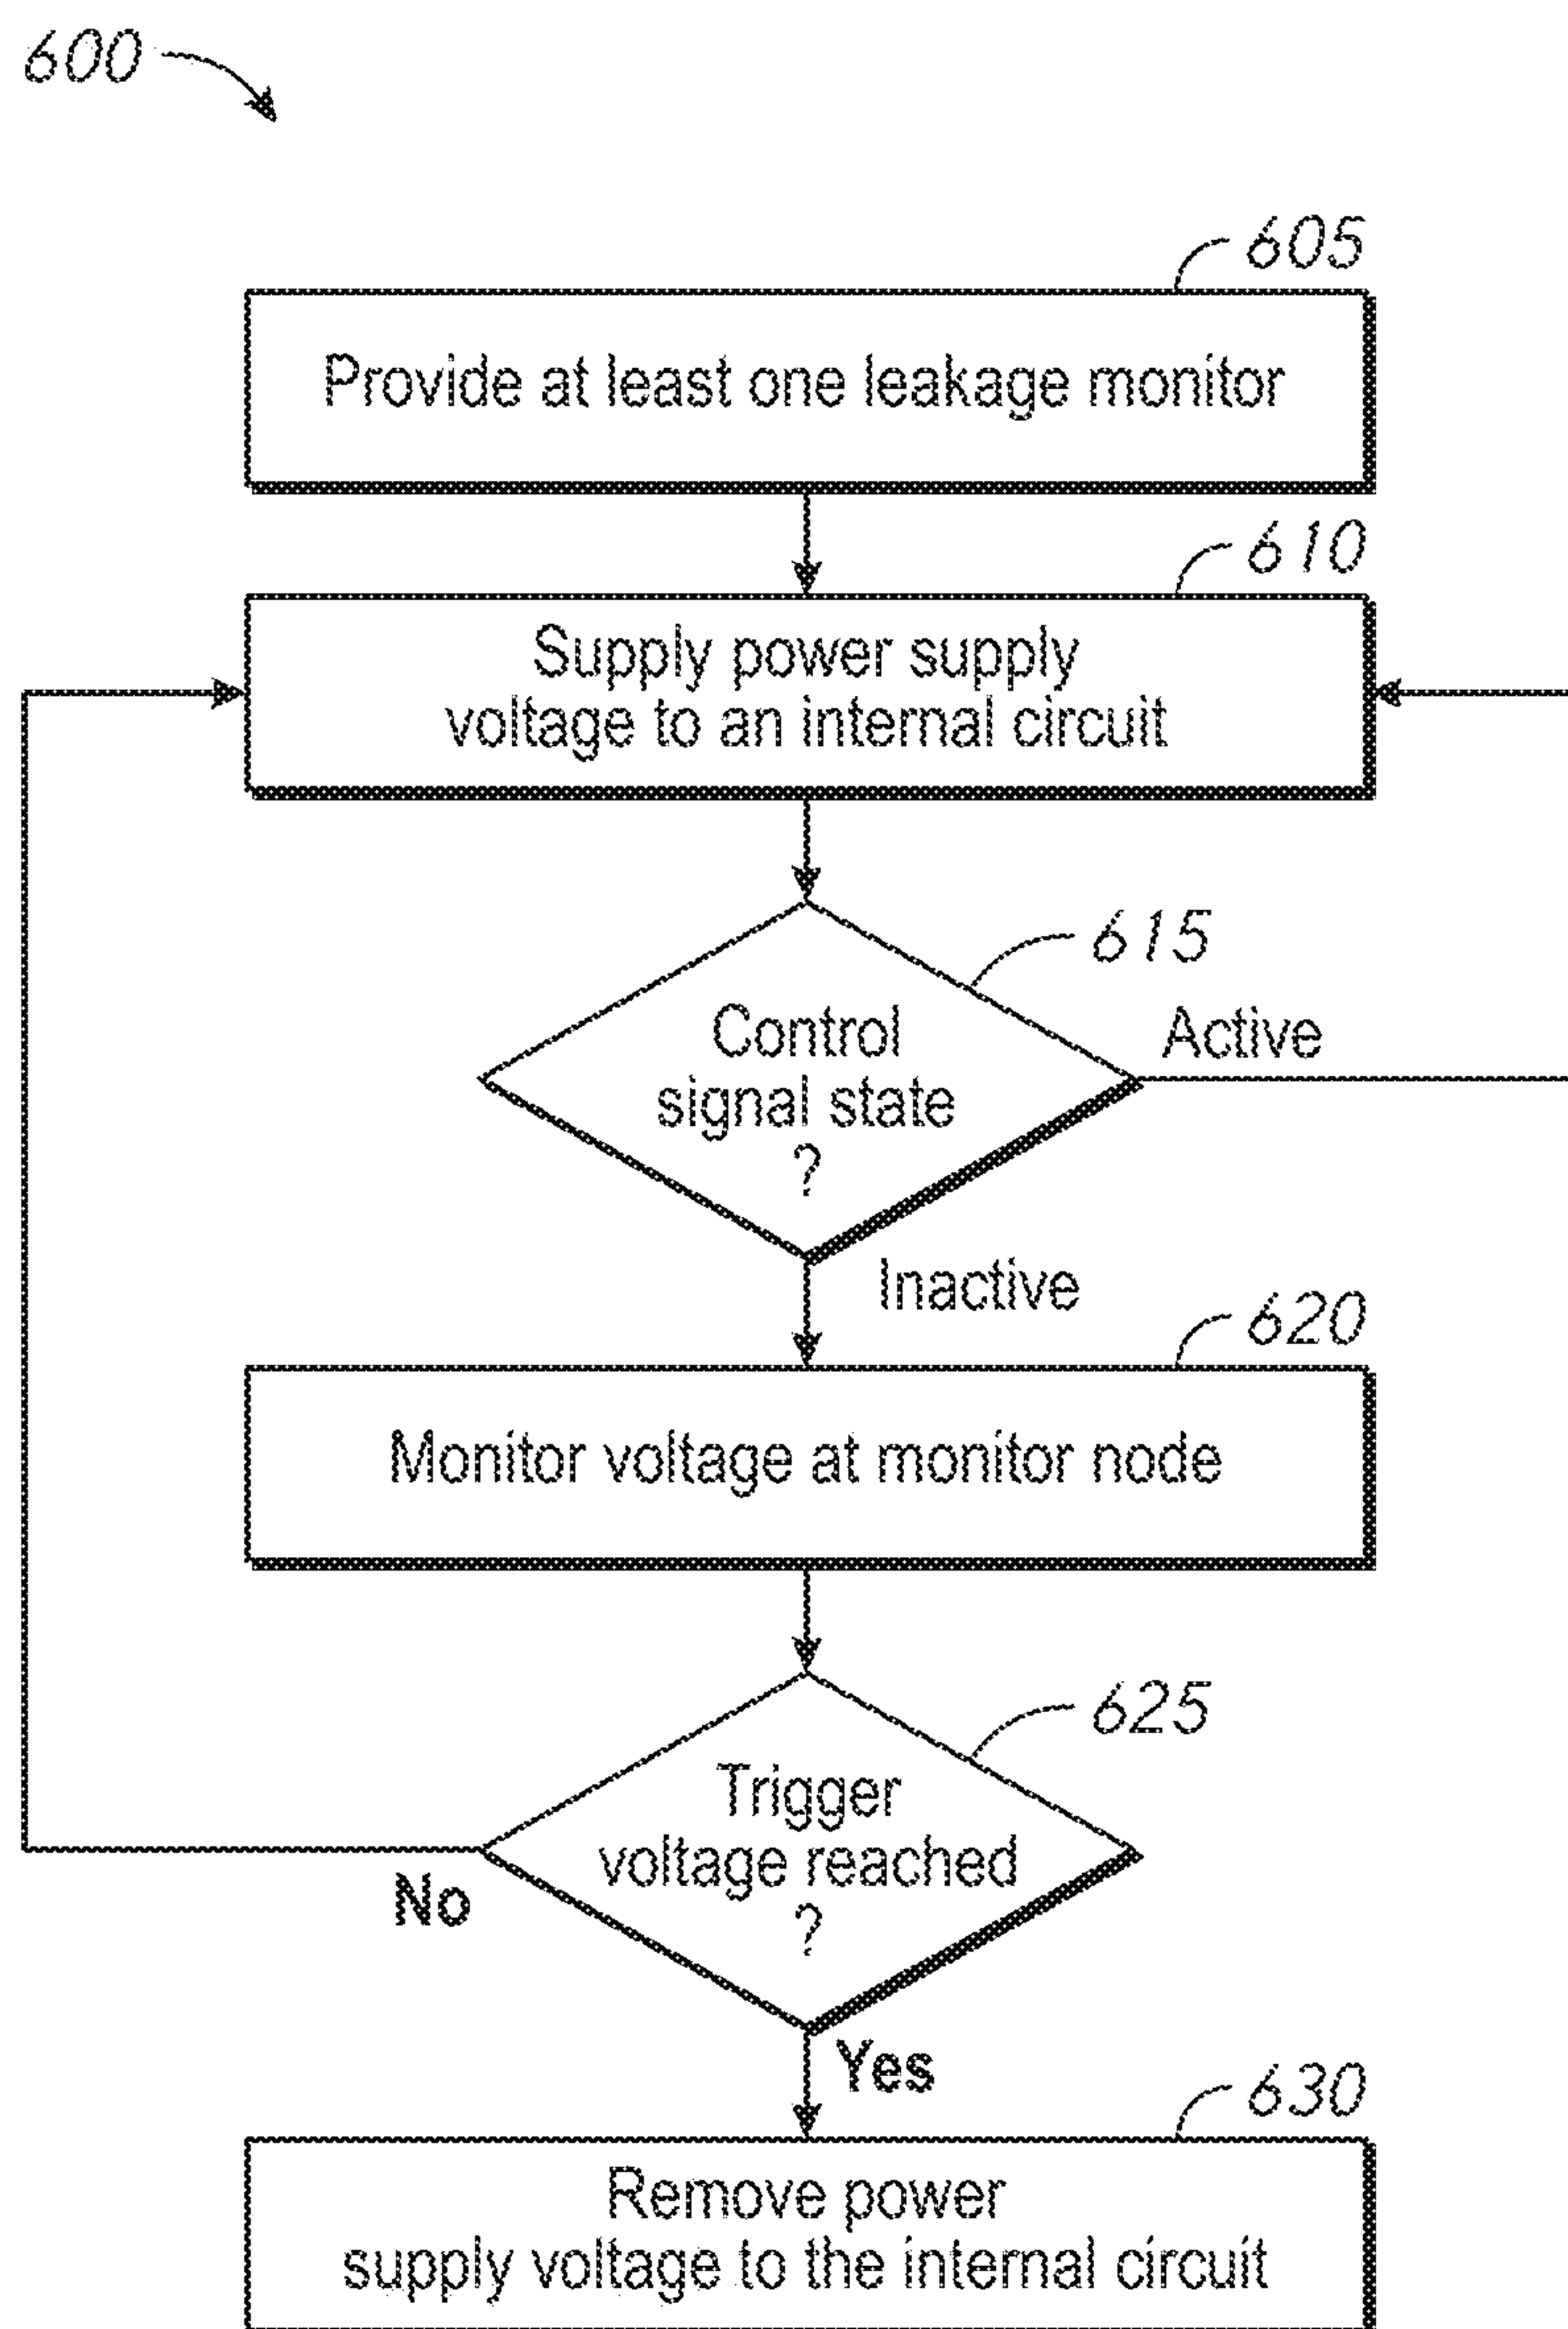 600
605
Provide at least one leakage monitor
610
Supply power supply
voltage to an internal circuit
615
Control
signal state
?
Active
Inactive
620
Monitor voltage at monitor node
625
Trigger
voltage reached
?
No
Yes
630
Remove power
supply voltage to the internal circuit